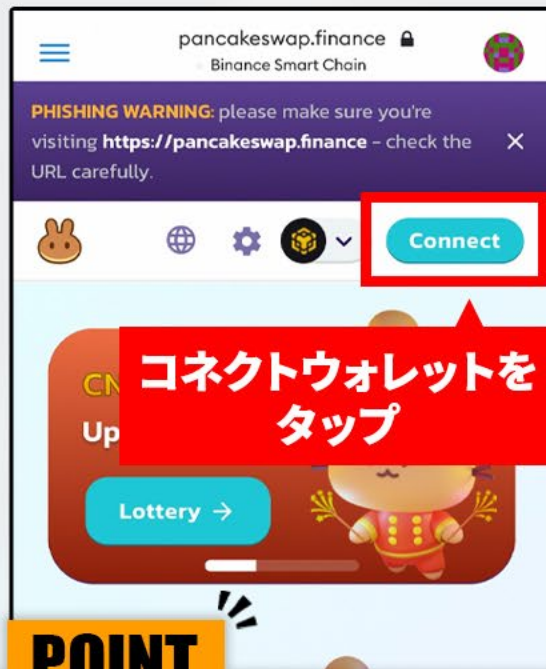 pancakeswap.finance
Binance Smart Chain
PHISHING WARNING: please make sure you're
visiting https://pancakeswap.finance - check the
URL carefully.
Connect
コネクトウォレットを
タップ
CN
Up
Lottery →
POINT